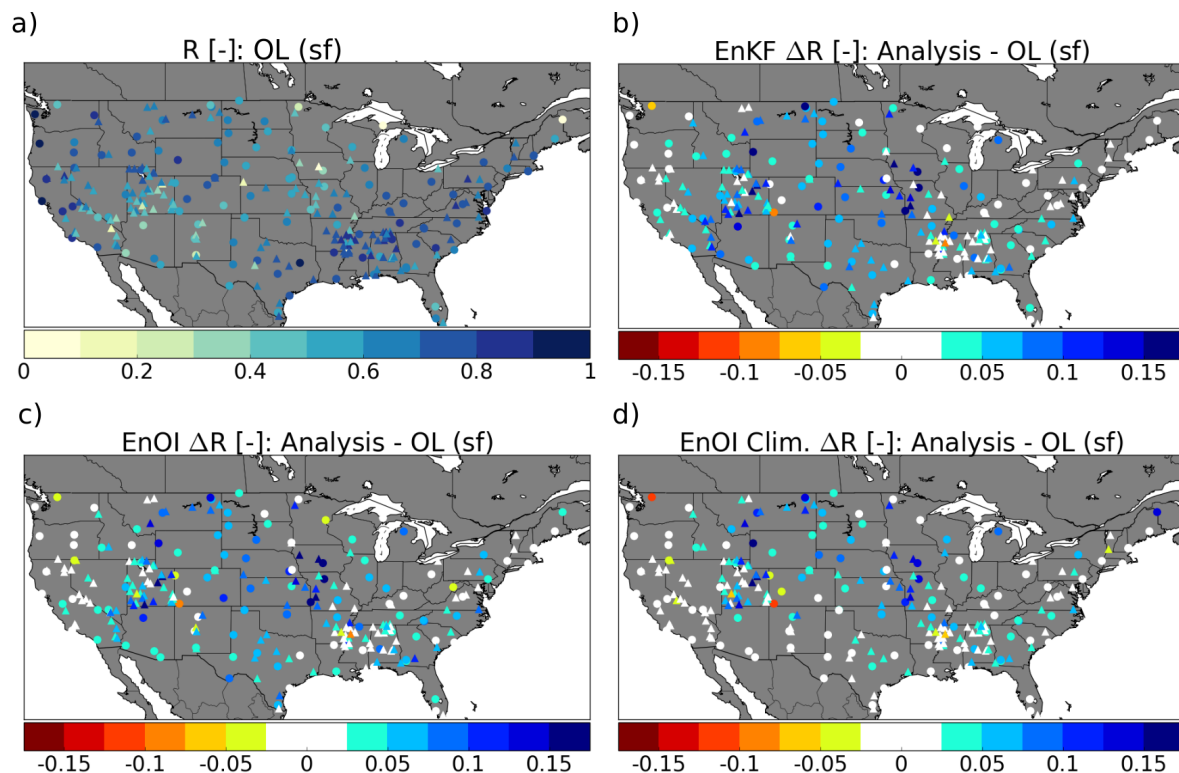 a)
R [-]: OL (sf)
0 0.2 0.4 0.6 0.8 1
b)
EnKF ΔR [-]: Analysis - OL (sf)
-0.15 -0.1 -0.05 0 0.05 0.1 0.15
c)
EnOI ΔR [-]: Analysis - OL (sf)
-0.15 -0.1 -0.05 0 0.05 0.1 0.15
d)
EnOI Clim. ΔR [-]: Analysis - OL (sf)
-0.15 -0.1 -0.05 0 0.05 0.1 0.15